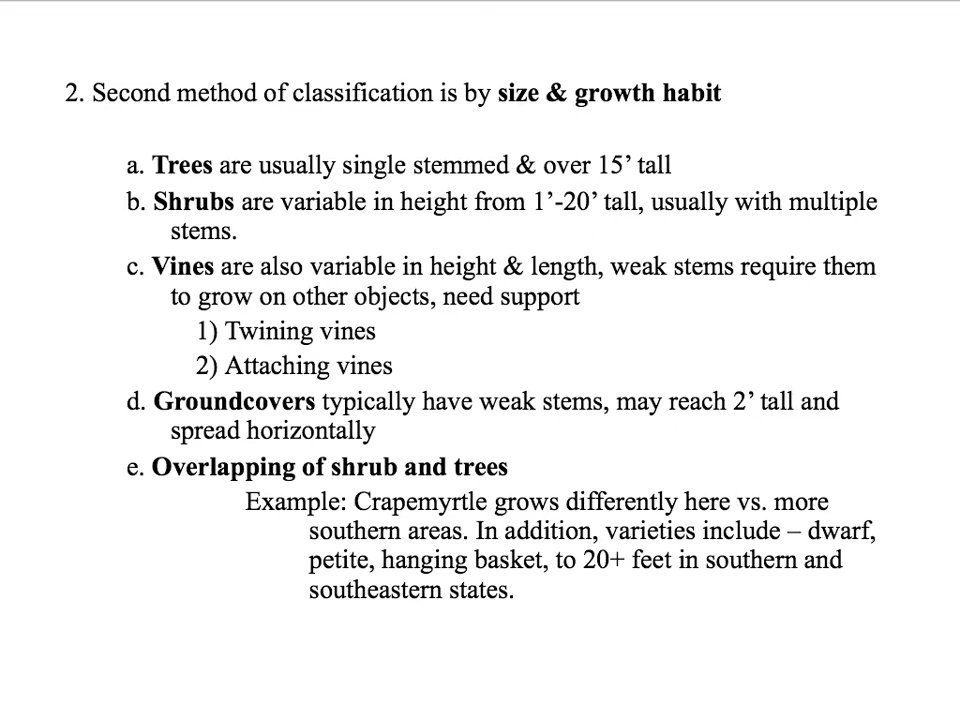 2. Second method of classification is by size & growth habit
a. Trees are usually single stemmed & over 15’ tall
b. Shrubs are variable in height from 1’-20’ tall, usually with multiple
stems.
c. Vines are also variable in height & length, weak stems require them
to grow on other objects, need support
1) Twining vines
2) Attaching vines
d. Groundcovers typically have weak stems, may reach 2’ tall and
spread horizontally
e. Overlapping of shrub and trees
Example: Crapemyrtle grows differently here vs. more
southern areas. In addition, varieties include – dwarf,
petite, hanging basket, to 20+ feet in southern and
southeastern states.